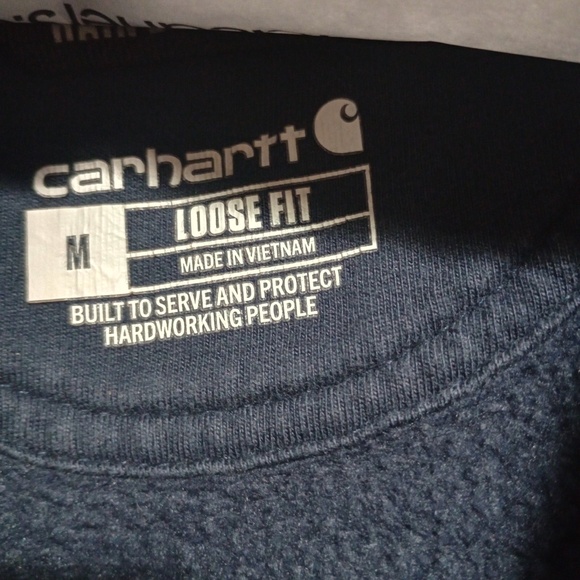 carhartt
M
LOOSE FIT
MADE IN VIETNAM
BUILT TO SERVE AND PROTECT
HARDWORKING PEOPLE